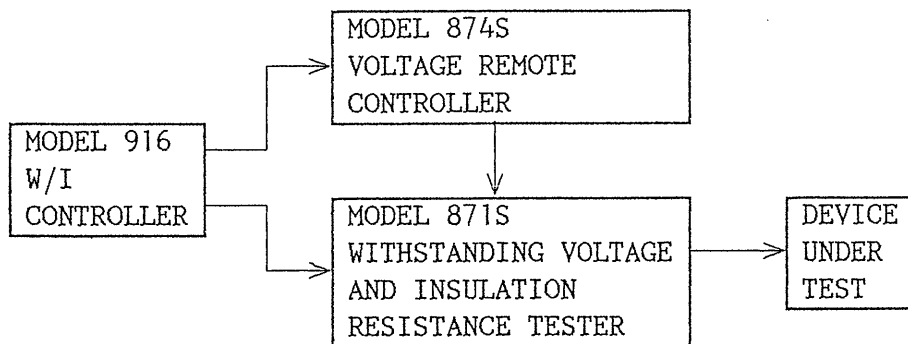 MODEL 874S
VOLTAGE REMOTE
CONTROLLER
MODEL 916
W/I
CONTROLLER
MODEL 871S
WITHSTANDING VOLTAGE
AND INSULATION
RESISTANCE TESTER
DEVICE
UNDER
TEST